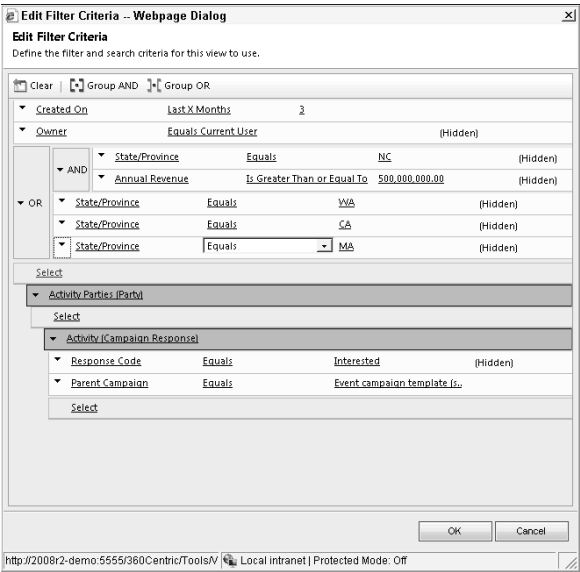 Edit Filter Criteria -- Webpage Dialog
Edit Filter Criteria
Define the filter and search criteria for this view to use.
Clear | Group AND Group OR
Created On Last X Months 3
Owner Equals Current User (Hidden)
State/Province Equals NC (Hidden)
AND
Annual Revenue Is Greater Than or Equal To 500,000,000.00 (Hidden)
OR State/Province Equals WA (Hidden)
State/Province Equals CA (Hidden)
State/Province Equals MA (Hidden)
Select
Activity Parties (Party)
Select
Activity (Campaign Response)
Response Code Equals Interested (Hidden)
Parent Campaign Equals Event campaign template (s..
Select
OK Cancel
http://2008r2-demo:5555/360Centric/Tools/V Local intranet | Protected Mode: Off